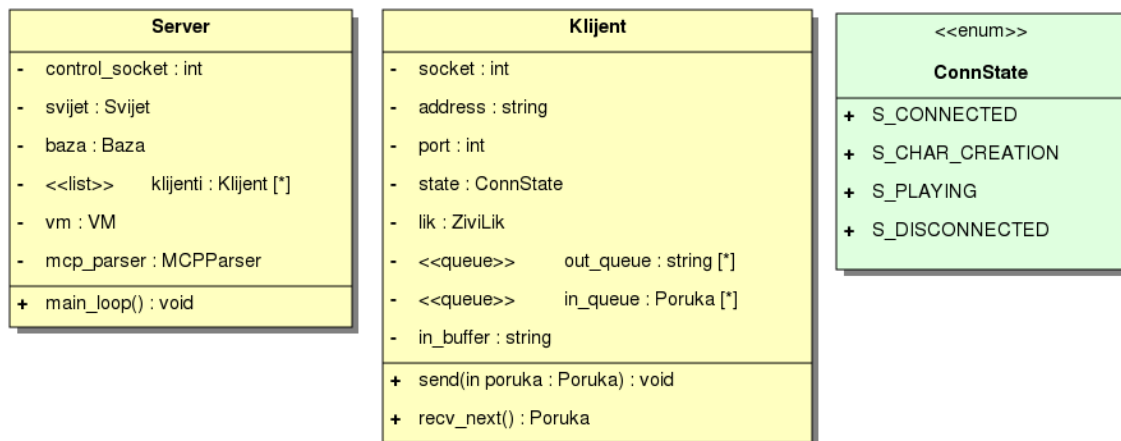 Server
- control_socket : int
- svijet : Svijet
- baza : Baza
- <<list>> klijenti : Klijent [*]
- vm : VM
- mcp_parser : MCPParser
+ main_loop() : void
Klijent
- socket : int
- address : string
- port : int
- state : ConnState
- lik : ZiviLik
- <<queue>> out_queue : string [*]
- <<queue>> in_queue : Poruka [*]
- in_buffer : string
+ send(in poruka : Poruka) : void
+ recv_next() : Poruka
<<enum>>
ConnState
+ S_CONNECTED
+ S_CHAR_CREATION
+ S_PLAYING
+ S_DISCONNECTED